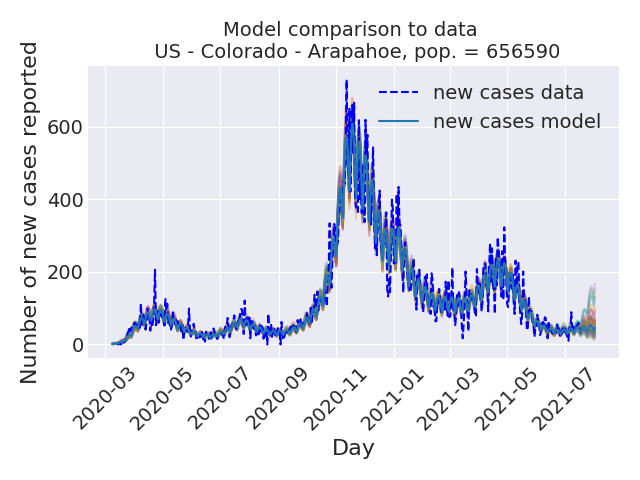 Model comparison to data
US - Colorado - Arapahoe, pop. = 656590
Number of new cases reported
600
400
200
0
new cases data
new cases model
2020-03
2020-05
2020-07
2020-09
2020-11
2021-01
2021-03
2021-05
2021-07
Day